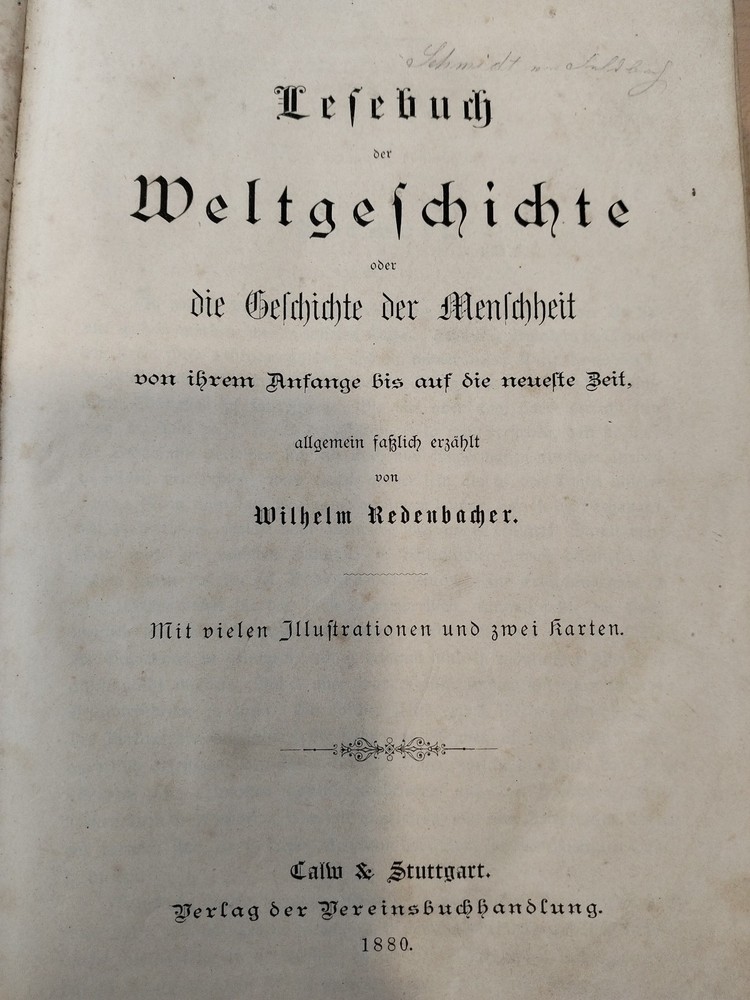 Schmidt
Leſebuch
der
Weltgeſchichte
oder
die Geſchichte der Menſchheit
von ihrem Anfange bis auf die neueſte Zeit,
allgemein faßlich erzählt
von
Wilhelm Redenbacher.
Mit vielen Illuſtrationen und zwei Karten.
Calw & Stuttgart.
Verlag der Vereinsbuchhandlung.
1880.